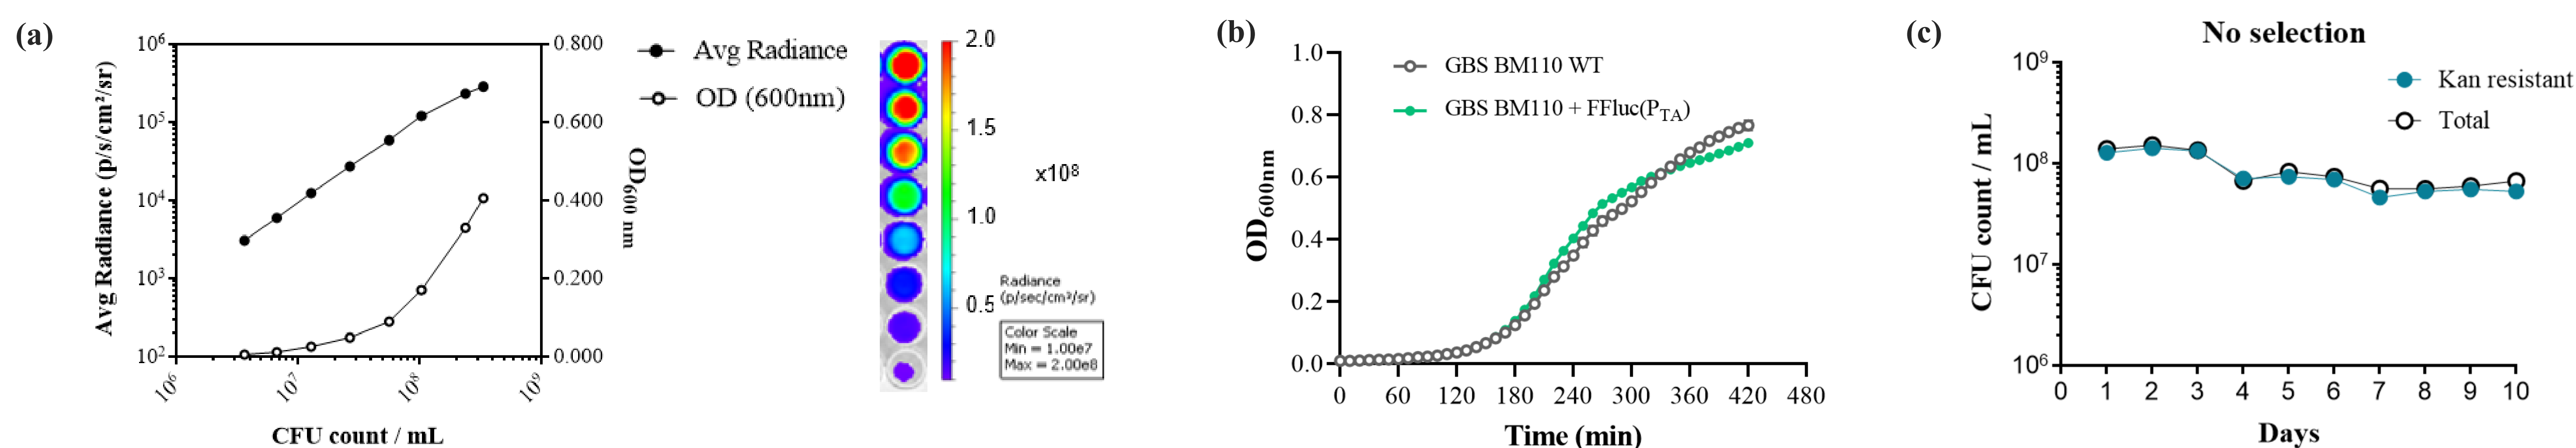 (a)
10⁶
10⁵
10⁴
10³
10²
Avg Radiance (p/s/cm²/sr)
10⁶
10⁷
10⁸
10⁹
CFU count / mL
0.800
0.600
0.400
0.200
0.000
OD600 nm
Avg Radiance
OD (600nm)
2.0
1.5
1.0
0.5
x10⁸
Radiance
(p/sec/cm²/sr)
Color Scale
Min = 1.00e7
Max = 2.00e8
(b)
1.0
0.8
0.6
0.4
0.2
0.0
OD600nm
GBS BM110 WT
GBS BM110 + FFluc(PTA)
0 60 120 180 240 300 360 420 480
Time (min)
(c)
No selection
10⁹
10⁸
10⁷
10⁶
CFU count / mL
Kan resistant
Total
0 1 2 3 4 5 6 7 8 9 10
Days